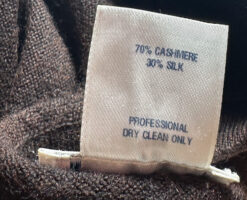 70% CASHMERE
30% SILK
PROFESSIONAL
DRY CLEAN ONLY